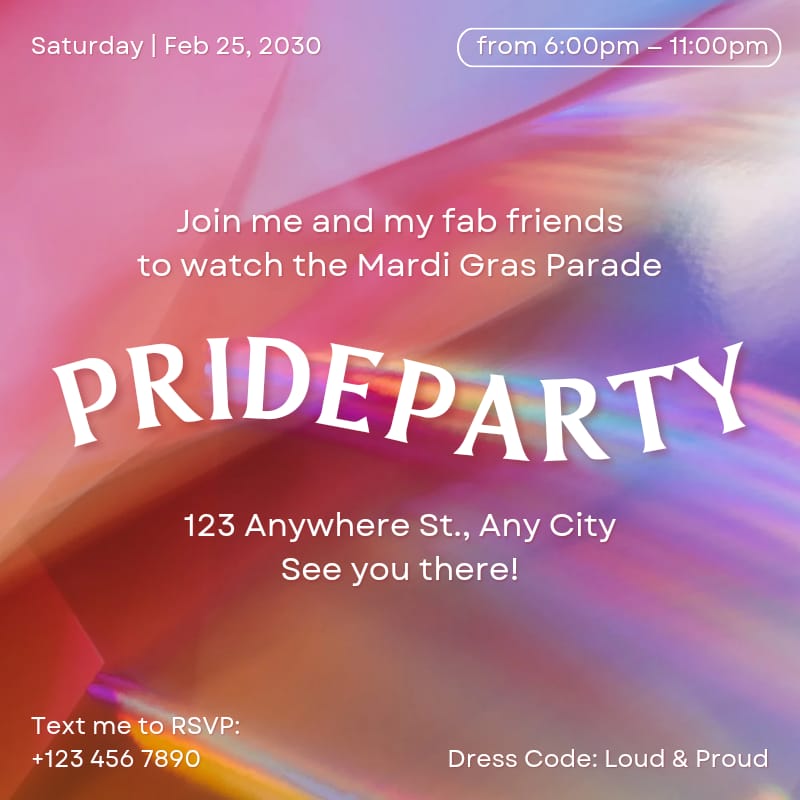 Saturday | Feb 25, 2030
from 6:00pm – 11:00pm
Join me and my fab friends
to watch the Mardi Gras Parade
PRIDEPARTY
123 Anywhere St., Any City
See you there!
Text me to RSVP:
+123 456 7890
Dress Code: Loud & Proud